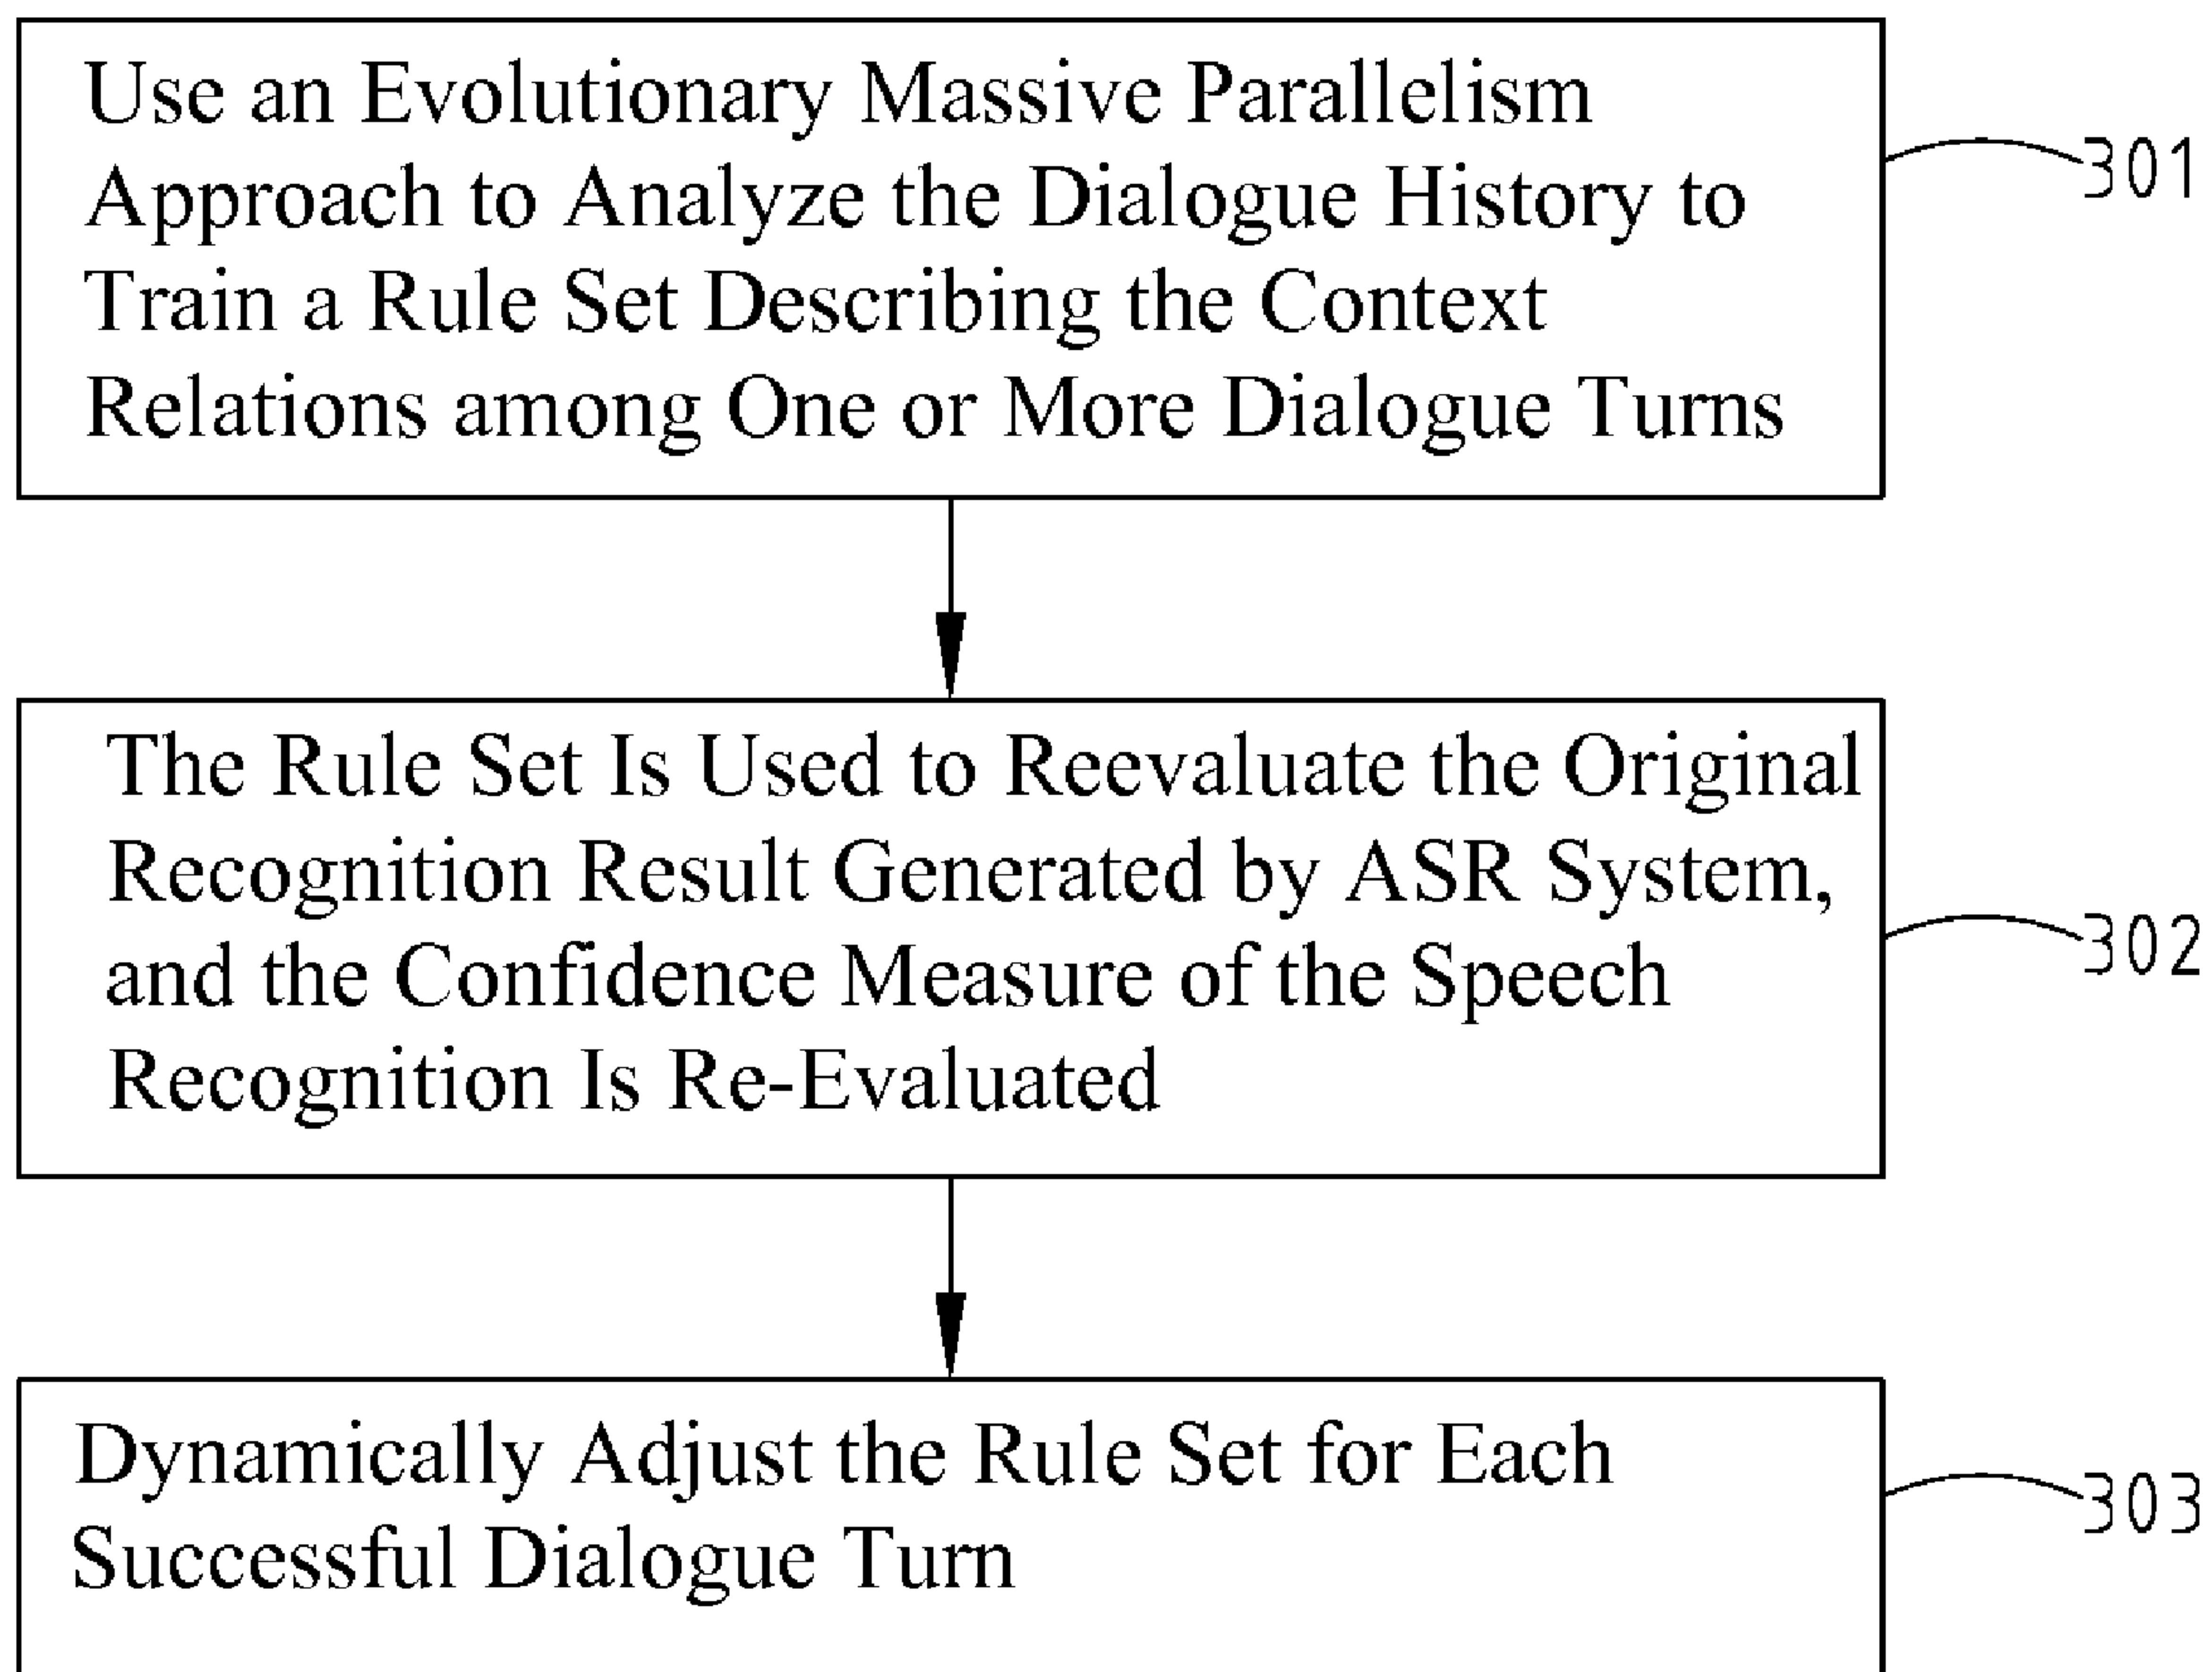 Use an Evolutionary Massive Parallelism
Approach to Analyze the Dialogue History to
Train a Rule Set Describing the Context
Relations among One or More Dialogue Turns
301
The Rule Set Is Used to Reevaluate the Original
Recognition Result Generated by ASR System,
and the Confidence Measure of the Speech
Recognition Is Re-Evaluated
302
Dynamically Adjust the Rule Set for Each
Successful Dialogue Turn
303